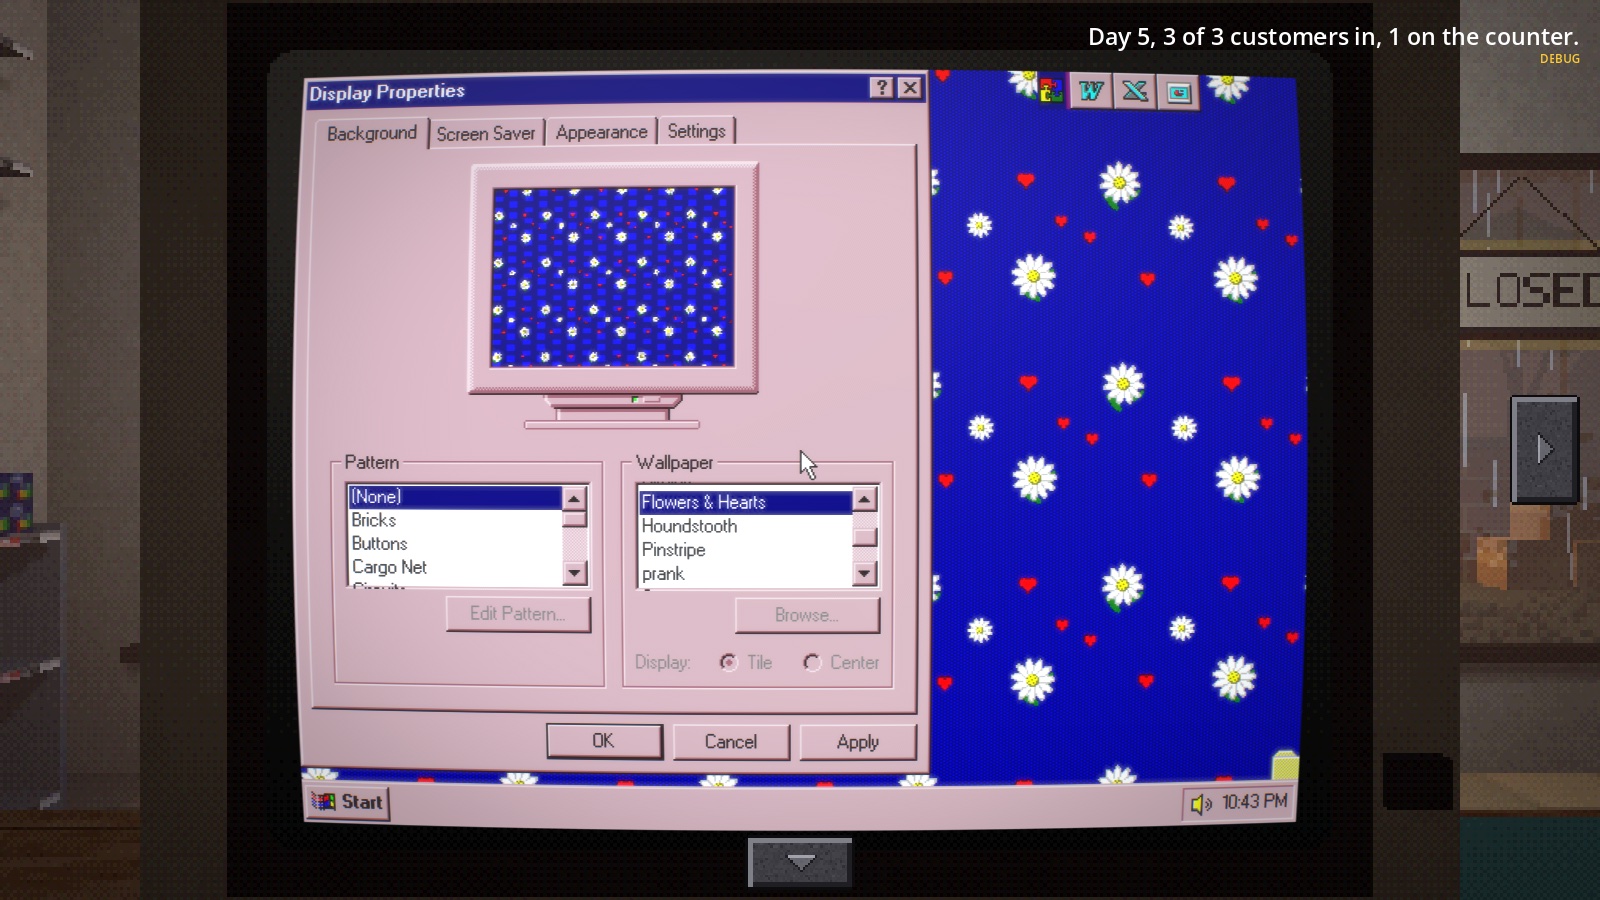 Day 5, 3 of 3 customers in, 1 on the counter.
DEBUG
Display Properties
Background
Screen Saver
Appearance
Settings
Pattern
(None)
Bricks
Buttons
Cargo Net
Edit Pattern...
Wallpaper
Flowers & Hearts
Houndstooth
Pinstripe
prank
Browse...
Display:
Tile
Center
OK
Cancel
Apply
Start
10:43 PM
LOSED